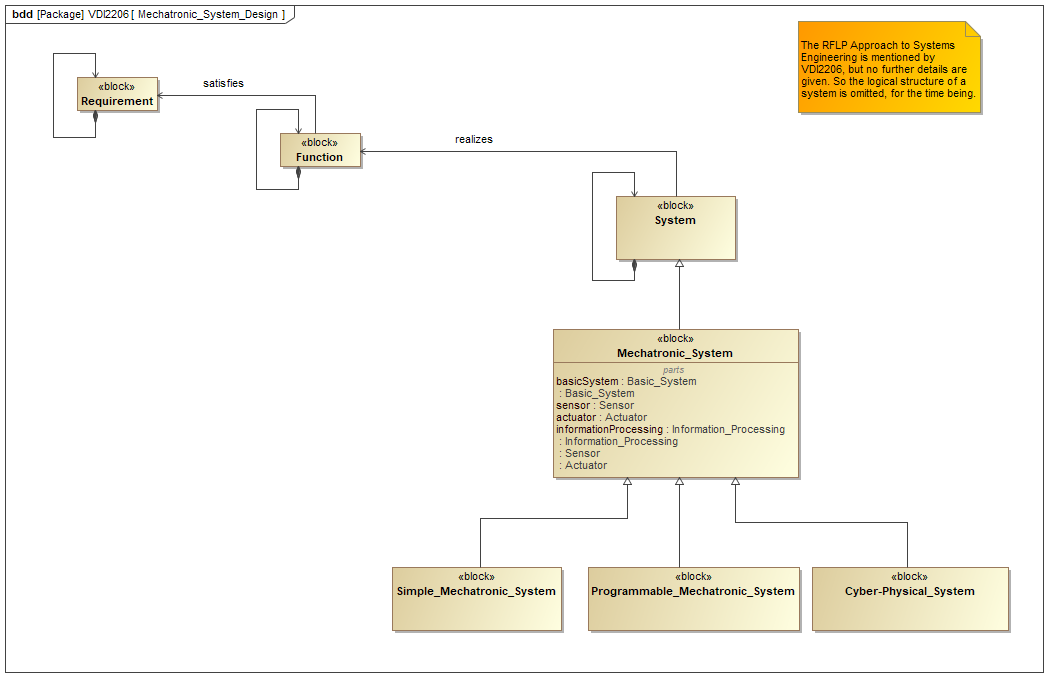 bdd [Package] VDI2206 [ Mechatronic_System_Design ]
The RFLP Approach to Systems
Engineering is mentioned by
VDI2206, but no further details are
given. So the logical structure of a
system is omitted, for the time being.
«block»
Requirement
satisfies
«block»
Function
realizes
«block»
System
«block»
Mechatronic_System
parts
basicSystem : Basic_System
: Basic_System
sensor : Sensor
actuator : Actuator
informationProcessing : Information_Processing
: Information_Processing
: Sensor
: Actuator
«block»
Simple_Mechatronic_System
«block»
Programmable_Mechatronic_System
«block»
Cyber-Physical_System